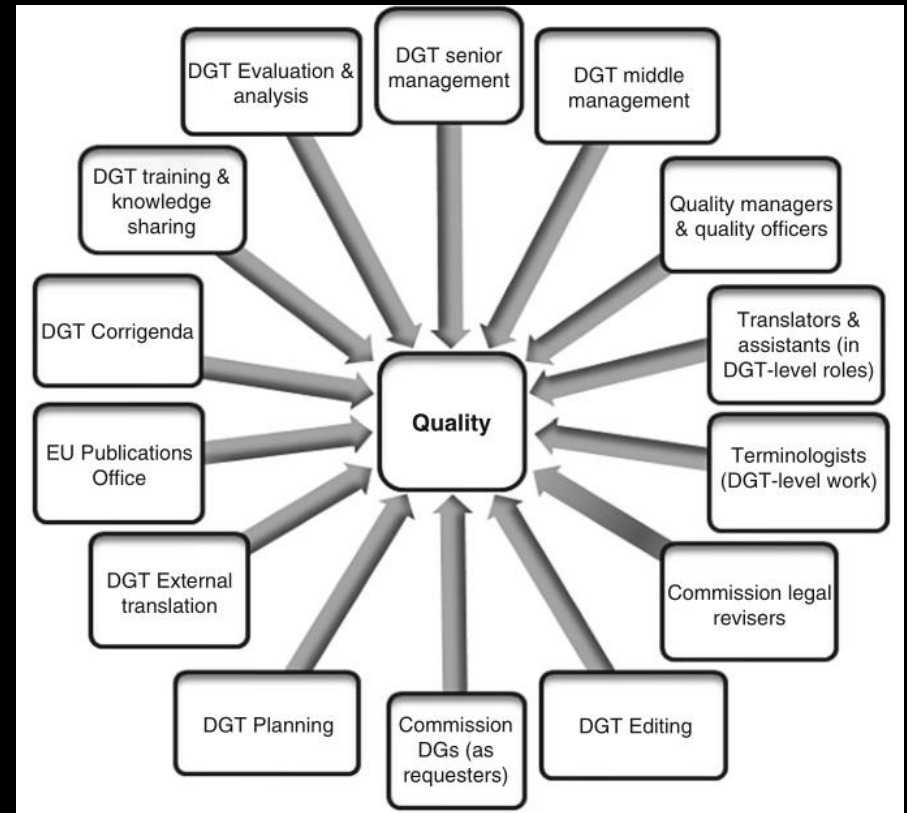 DGT Evaluation &
analysis
DGT senior
management
DGT middle
management
DGT training &
knowledge
sharing
Quality managers
& quality officers
DGT Corrigenda
Translators &
assistants (in
DGT-level roles)
Quality
EU Publications
Office
Terminologists
(DGT-level work)
DGT External
translation
Commission legal
revisers
DGT Planning
Commission
DGs (as
requesters)
DGT Editing